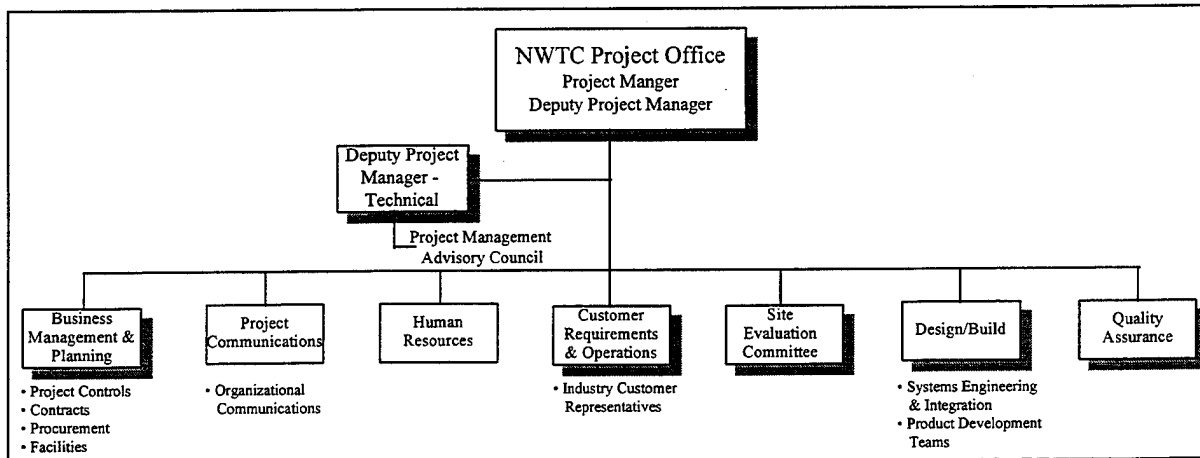 NWTC Project Office
Project Manger
Deputy Project Manager
Deputy Project
Manager -
Technical
Project Management
Advisory Council
Business
Management &
Planning
• Project Controls
• Contracts
• Procurement
• Facilities
Project
Communications
• Organizational
Communications
Human
Resources
Customer
Requirements
& Operations
• Industry Customer
Representatives
Site
Evaluation
Committee
Design/Build
• Systems Engineering
& Integration
• Product Development
Teams
Quality
Assurance